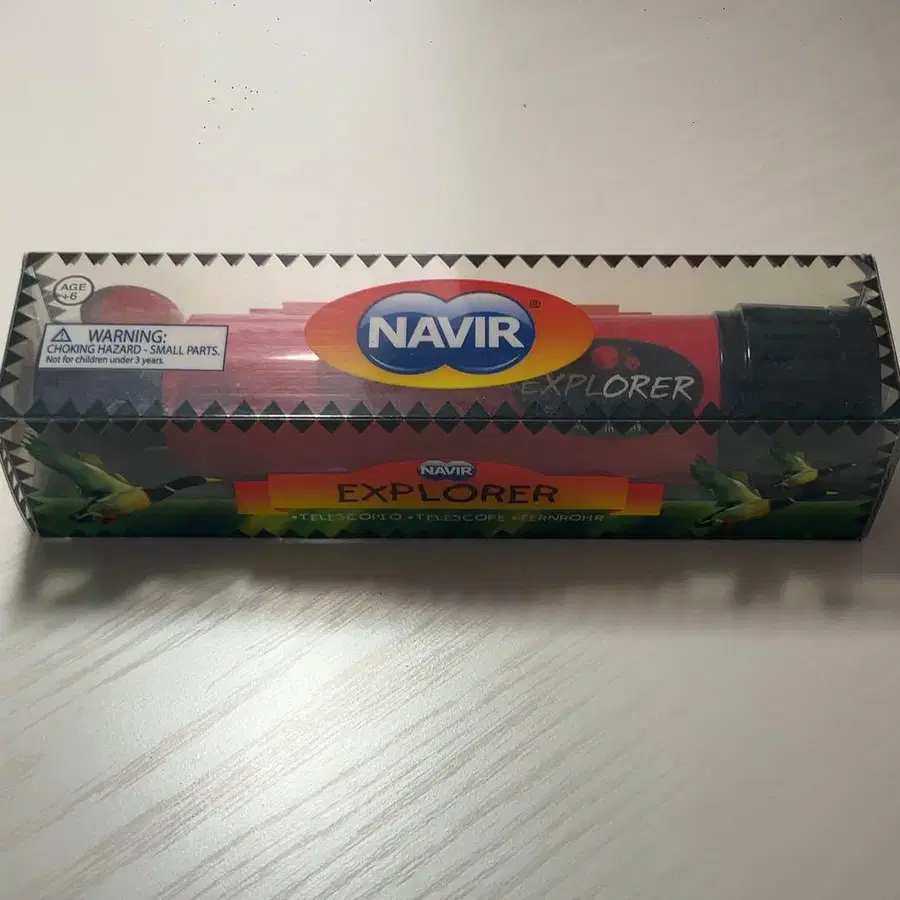 AGE
+6
WARNING:
CHOKING HAZARD - SMALL PARTS.
Not for children under 3 years.
NAVIR
EXPLORER
NAVIR
EXPLORER
•TELESCOPIO •TELESCOPE •FERNROHR